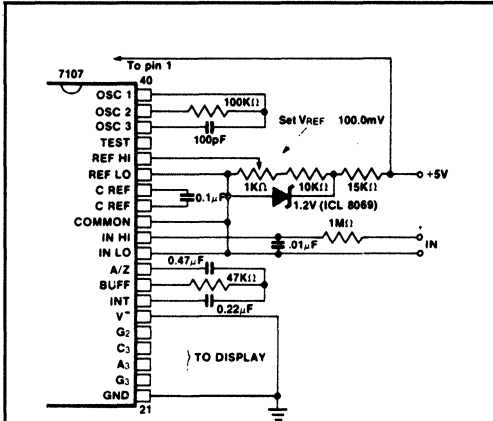 7107
To pin 1
40
OSC 1
100KΩ
OSC 2
OSC 3
100pF
Set VREF 100.0mV
TEST
REF HI
REF LO
+5V
1KΩ
10KΩ
15KΩ
C REF
0.1μF
1.2V (ICL 8069)
C REF
COMMON
1MΩ
+
IN HI
.01μF
IN
IN LO
0.47μF
A/Z
47KΩ
BUFF
INT
0.22μF
V⁻
G2
C3
TO DISPLAY
A3
G3
GND
21